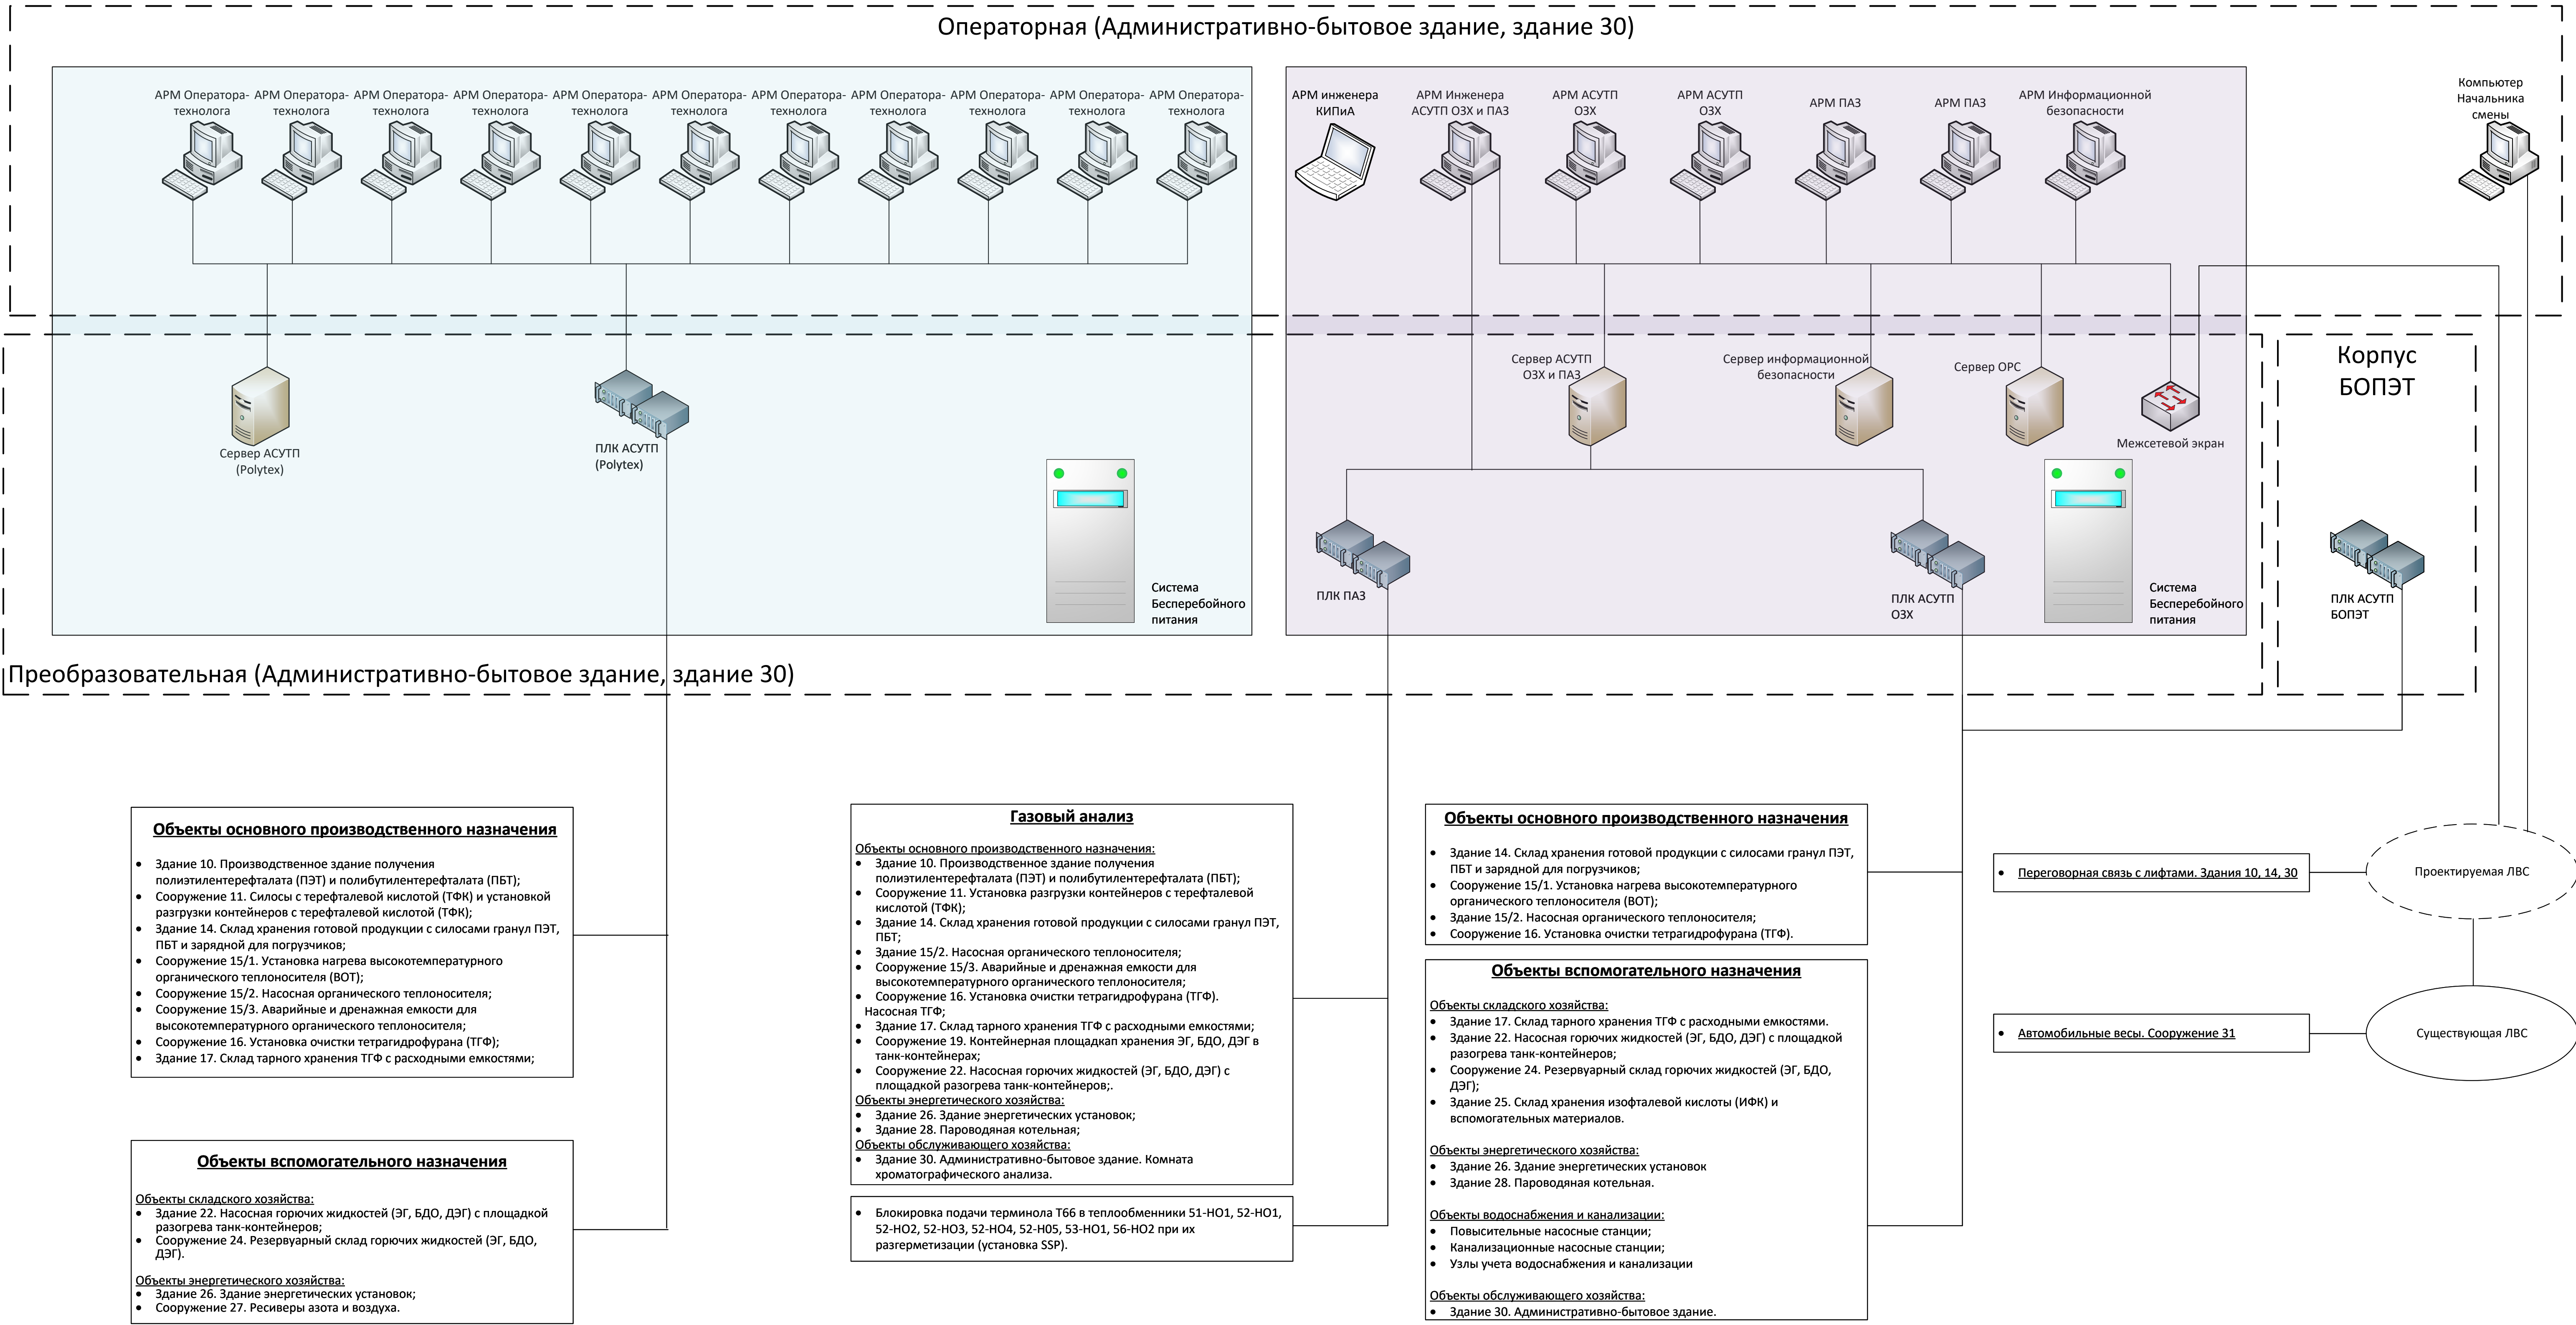 Операторная (Административно-бытовое здание, здание 30)
АРМ Оператора-
технолога
АРМ Оператора-
технолога
АРМ Оператора-
технолога
АРМ Оператора-
технолога
АРМ Оператора-
технолога
АРМ Оператора-
технолога
АРМ Оператора-
технолога
АРМ Оператора-
технолога
АРМ Оператора-
технолога
АРМ Оператора-
технолога
АРМ Оператора-
технолога
АРМ инженера
КИПиА
АРМ Инженера
АСУТП ОЗХ и ПАЗ
АРМ АСУТП
ОЗХ
АРМ АСУТП
ОЗХ
АРМ ПАЗ
АРМ ПАЗ
АРМ Информационной
безопасности
Компьютер
Начальника
смены
Сервер АСУТП
(Polytex)
ПЛК АСУТП
(Polytex)
Система
Бесперебойного
питания
Сервер АСУТП
ОЗХ и ПАЗ
Сервер информационной
безопасности
Сервер OPC
Межсетевой экран
ПЛК ПАЗ
ПЛК АСУТП
ОЗХ
Система
Бесперебойного
питания
Корпус
БОПЭТ
ПЛК АСУТП
БОПЭТ
Преобразовательная (Административно-бытовое здание, здание 30)
Объекты основного производственного назначения
• Здание 10. Производственное здание получения
полиэтилентерефталата (ПЭТ) и полибутилентерефталата (ПБТ);
• Сооружение 11. Силосы с терефталевой кислотой (ТФК) и установкой
разгрузки контейнеров с терефталевой кислотой (ТФК);
• Здание 14. Склад хранения готовой продукции с силосами гранул ПЭТ,
ПБТ и зарядной для погрузчиков;
• Сооружение 15/1. Установка нагрева высокотемпературного
органического теплоносителя (ВОТ);
• Сооружение 15/2. Насосная органического теплоносителя;
• Сооружение 15/3. Аварийные и дренажная емкости для
высокотемпературного органического теплоносителя;
• Сооружение 16. Установка очистки тетрагидрофурана (ТГФ);
• Здание 17. Склад тарного хранения ТГФ с расходными емкостями;
Объекты вспомогательного назначения
Объекты складского хозяйства:
• Здание 22. Насосная горючих жидкостей (ЭГ, БДО, ДЭГ) с площадкой
разогрева танк-контейнеров;
• Сооружение 24. Резервуарный склад горючих жидкостей (ЭГ, БДО,
ДЭГ).
Объекты энергетического хозяйства:
• Здание 26. Здание энергетических установок;
• Сооружение 27. Ресиверы азота и воздуха.
Газовый анализ
Объекты основного производственного назначения:
• Здание 10. Производственное здание получения
полиэтилентерефталата (ПЭТ) и полибутилентерефталата (ПБТ);
• Сооружение 11. Установка разгрузки контейнеров с терефталевой
кислотой (ТФК);
• Здание 14. Склад хранения готовой продукции с силосами гранул ПЭТ,
ПБТ;
• Здание 15/2. Насосная органического теплоносителя;
• Сооружение 15/3. Аварийные и дренажная емкости для
высокотемпературного органического теплоносителя;
• Сооружение 16. Установка очистки тетрагидрофурана (ТГФ).
Насосная ТГФ;
• Здание 17. Склад тарного хранения ТГФ с расходными емкостями;
• Сооружение 19. Контейнерная площадкап хранения ЭГ, БДО, ДЭГ в
танк-контейнерах;
• Сооружение 22. Насосная горючих жидкостей (ЭГ, БДО, ДЭГ) с
площадкой разогрева танк-контейнеров;.
Объекты энергетического хозяйства:
• Здание 26. Здание энергетических установок;
• Здание 28. Пароводяная котельная;
Объекты обслуживающего хозяйства:
• Здание 30. Административно-бытовое здание. Комната
хроматографического анализа.
• Блокировка подачи терминола Т66 в теплообменники 51-НО1, 52-НО1,
52-НО2, 52-НО3, 52-НО4, 52-Н05, 53-НО1, 56-НО2 при их
разгерметизации (установка SSP).
Объекты основного производственного назначения
• Здание 14. Склад хранения готовой продукции с силосами гранул ПЭТ,
ПБТ и зарядной для погрузчиков;
• Сооружение 15/1. Установка нагрева высокотемпературного
органического теплоносителя (ВОТ);
• Здание 15/2. Насосная органического теплоносителя;
• Сооружение 16. Установка очистки тетрагидрофурана (ТГФ).
Объекты вспомогательного назначения
Объекты складского хозяйства:
• Здание 17. Склад тарного хранения ТГФ с расходными емкостями.
• Здание 22. Насосная горючих жидкостей (ЭГ, БДО, ДЭГ) с площадкой
разогрева танк-контейнеров;
• Сооружение 24. Резервуарный склад горючих жидкостей (ЭГ, БДО,
ДЭГ);
• Здание 25. Склад хранения изофталевой кислоты (ИФК) и
вспомогательных материалов.
Объекты энергетического хозяйства:
• Здание 26. Здание энергетических установок
• Здание 28. Пароводяная котельная.
Объекты водоснабжения и канализации:
• Повысительные насосные станции;
• Канализационные насосные станции;
• Узлы учета водоснабжения и канализации
Объекты обслуживающего хозяйства:
• Здание 30. Административно-бытовое здание.
• Переговорная связь с лифтами. Здания 10, 14, 30
Проектируемая ЛВС
• Автомобильные весы. Сооружение 31
Существующая ЛВС